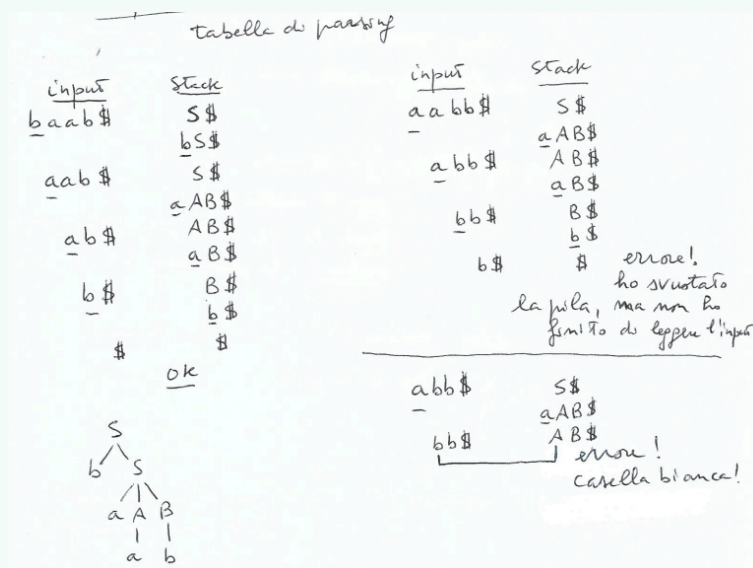 tabella di parsing
input Stack
baab$ S$
bS$
aab$ S$
aAB$
ab$ AB$
aB$
b$ B$
b$
$ $
ok
S
b S
a A B
a b
input Stack
aabb$ S$
aAB$
abb$ AB$
aB$
bb$ B$
b$
b$ $ errore!
ho svuotato
la pila, ma non ho
finito di leggere l'input
abb$ S$
aAB$
bb$ AB$
errore!
casella bianca!